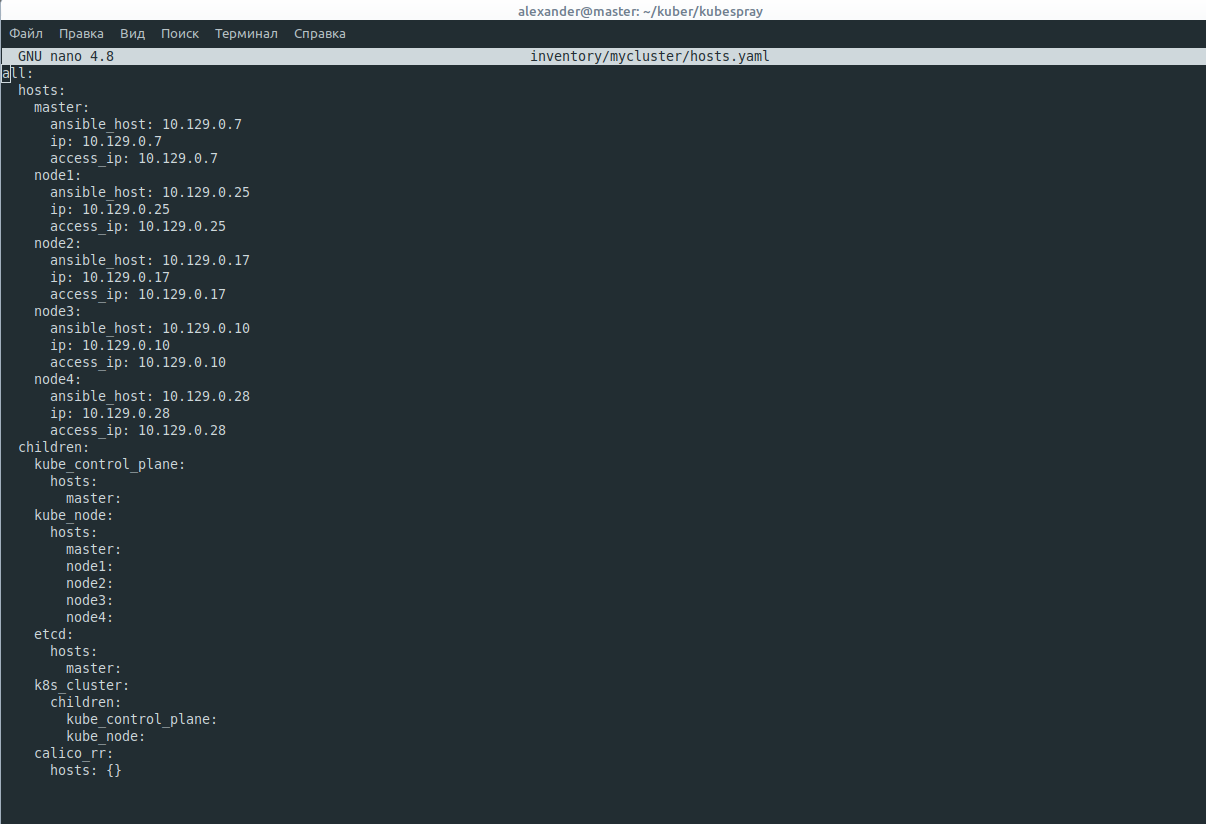 alexander@master: ~/kuber/kubespray
Файл Правка Вид Поиск Терминал Справка
GNU nano 4.8 inventory/mycluster/hosts.yaml
all:
  hosts:
    master:
      ansible_host: 10.129.0.7
      ip: 10.129.0.7
      access_ip: 10.129.0.7
    node1:
      ansible_host: 10.129.0.25
      ip: 10.129.0.25
      access_ip: 10.129.0.25
    node2:
      ansible_host: 10.129.0.17
      ip: 10.129.0.17
      access_ip: 10.129.0.17
    node3:
      ansible_host: 10.129.0.10
      ip: 10.129.0.10
      access_ip: 10.129.0.10
    node4:
      ansible_host: 10.129.0.28
      ip: 10.129.0.28
      access_ip: 10.129.0.28
  children:
    kube_control_plane:
      hosts:
        master:
    kube_node:
      hosts:
        master:
        node1:
        node2:
        node3:
        node4:
    etcd:
      hosts:
        master:
    k8s_cluster:
      children:
        kube_control_plane:
        kube_node:
    calico_rr:
      hosts: {}